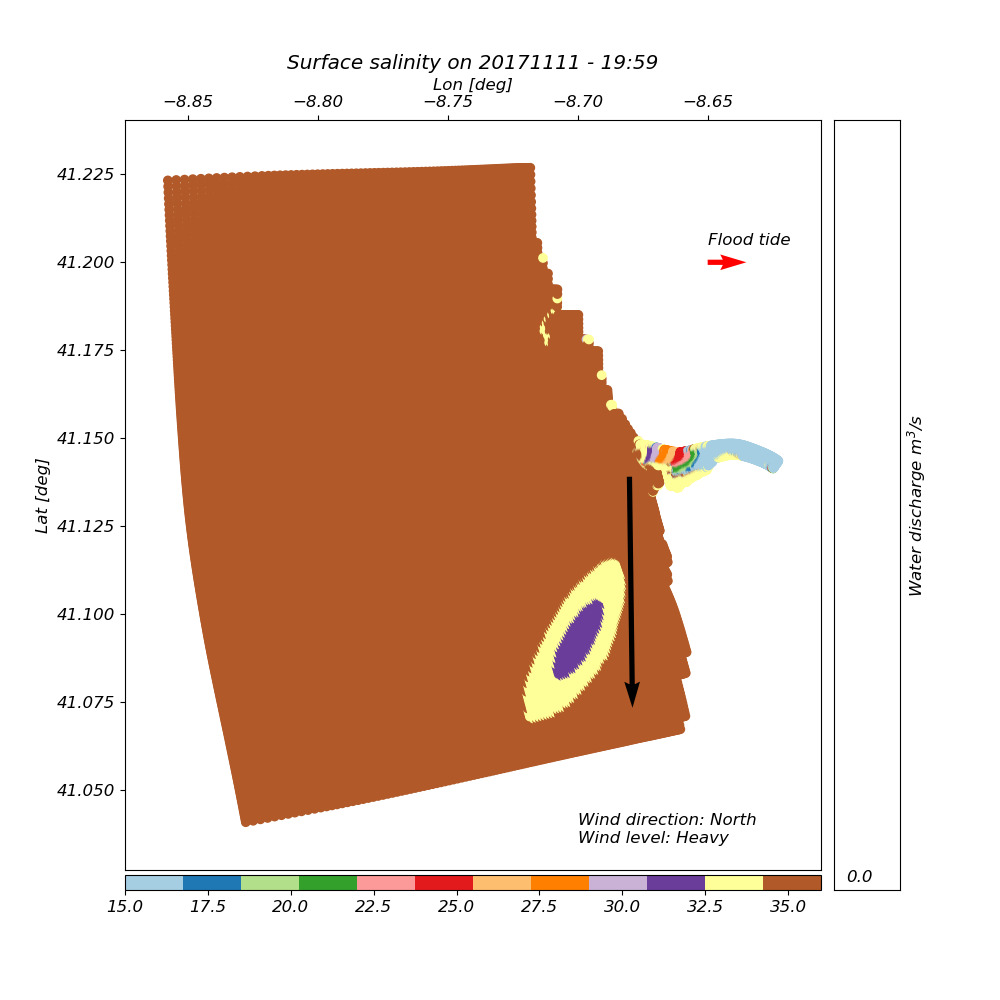 Surface salinity on 20171111 - 19:59
Lon [deg]
−8.85 −8.80 −8.75 −8.70 −8.65
41.225
41.200
41.175
41.150
41.125
41.100
41.075
41.050
Lat [deg]
Flood tide
Wind direction: North
Wind level: Heavy
15.0 17.5 20.0 22.5 25.0 27.5 30.0 32.5 35.0
0.0
Water discharge m³/s